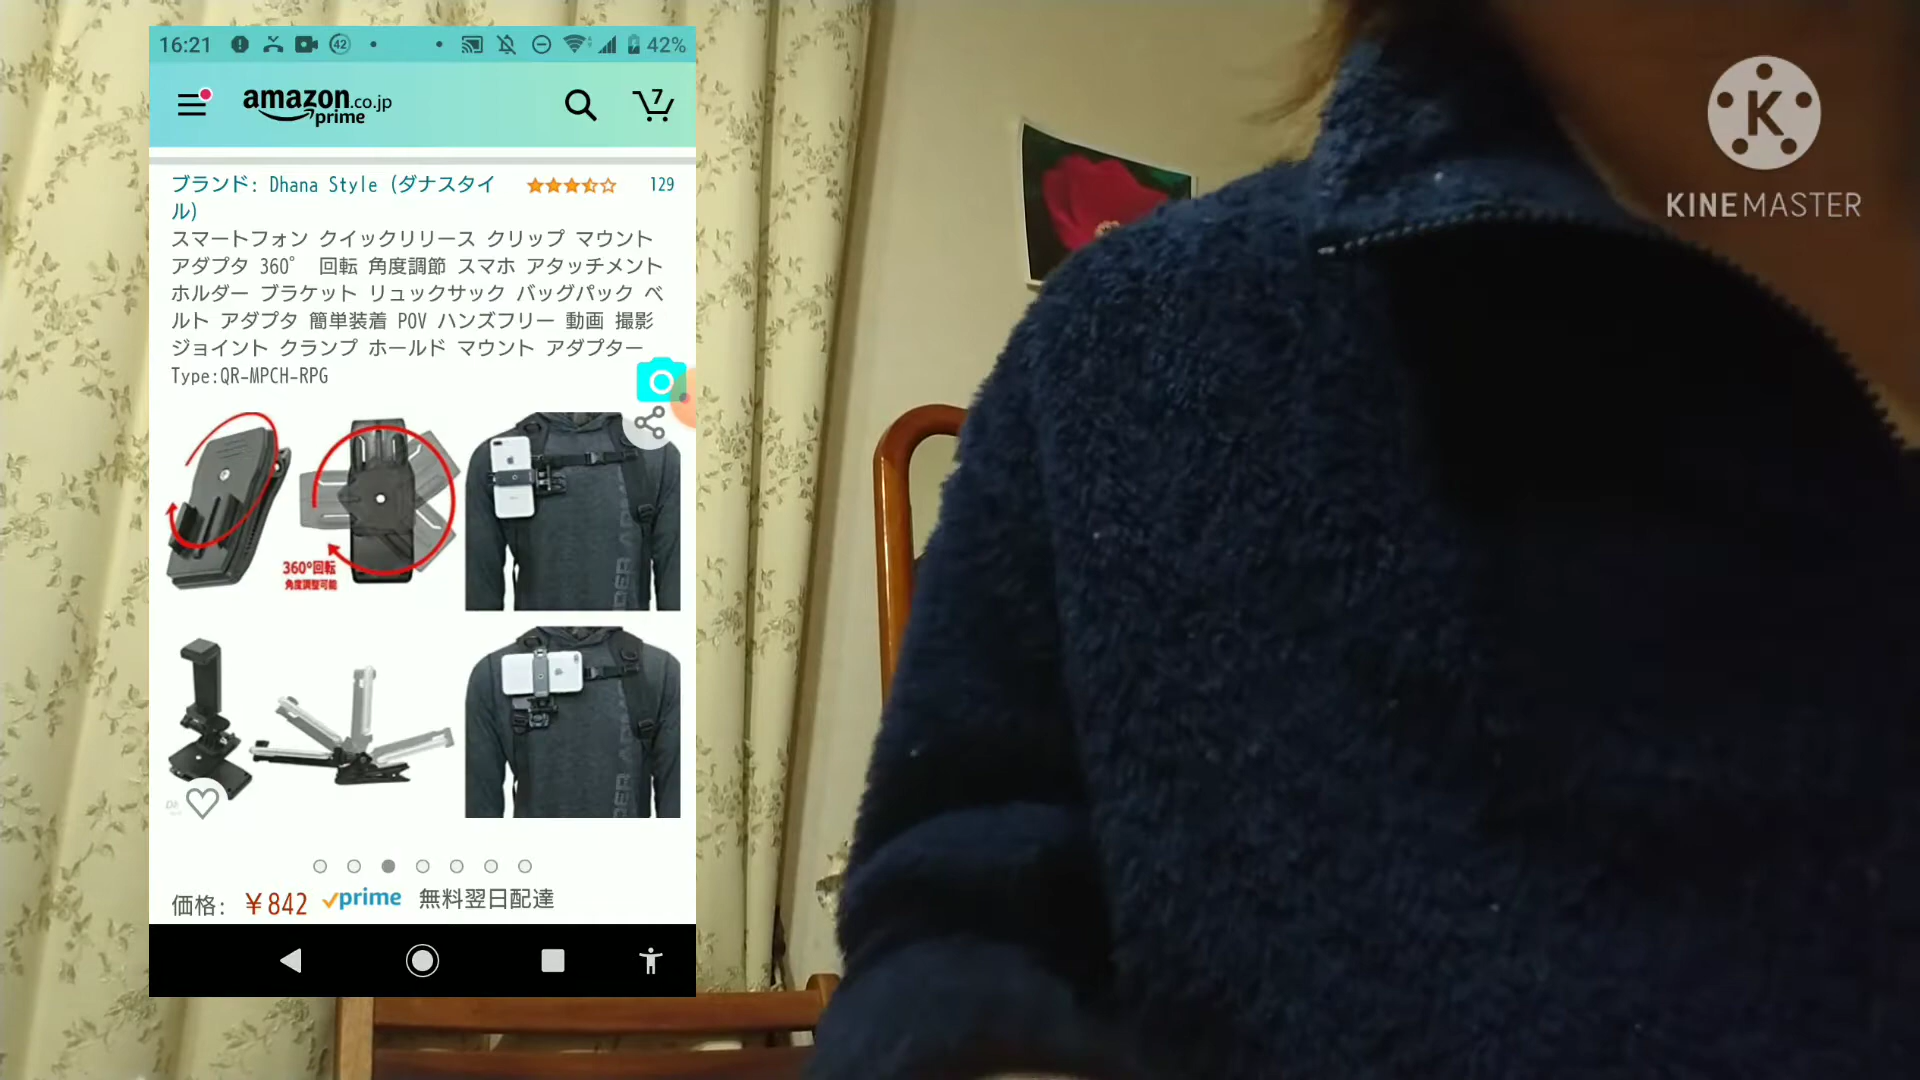 16:21
42
42%
amazon.co.jp
prime
7
ブランド: Dhana Style (ダナスタイ
ル)
129
スマートフォン クイックリリース クリップ マウント
アダプタ 360° 回転 角度調節 スマホ アタッチメント
ホルダー ブラケット リュックサック バッグパック ベ
ルト アダプタ 簡単装着 POV ハンズフリー 動画 撮影
ジョイント クランプ ホールド マウント アダプター
Type:QR-MPCH-RPG
360°回転
角度調整可能
DER AR
DER AR
価格: ￥842 prime 無料翌日配達
K
KINEMASTER